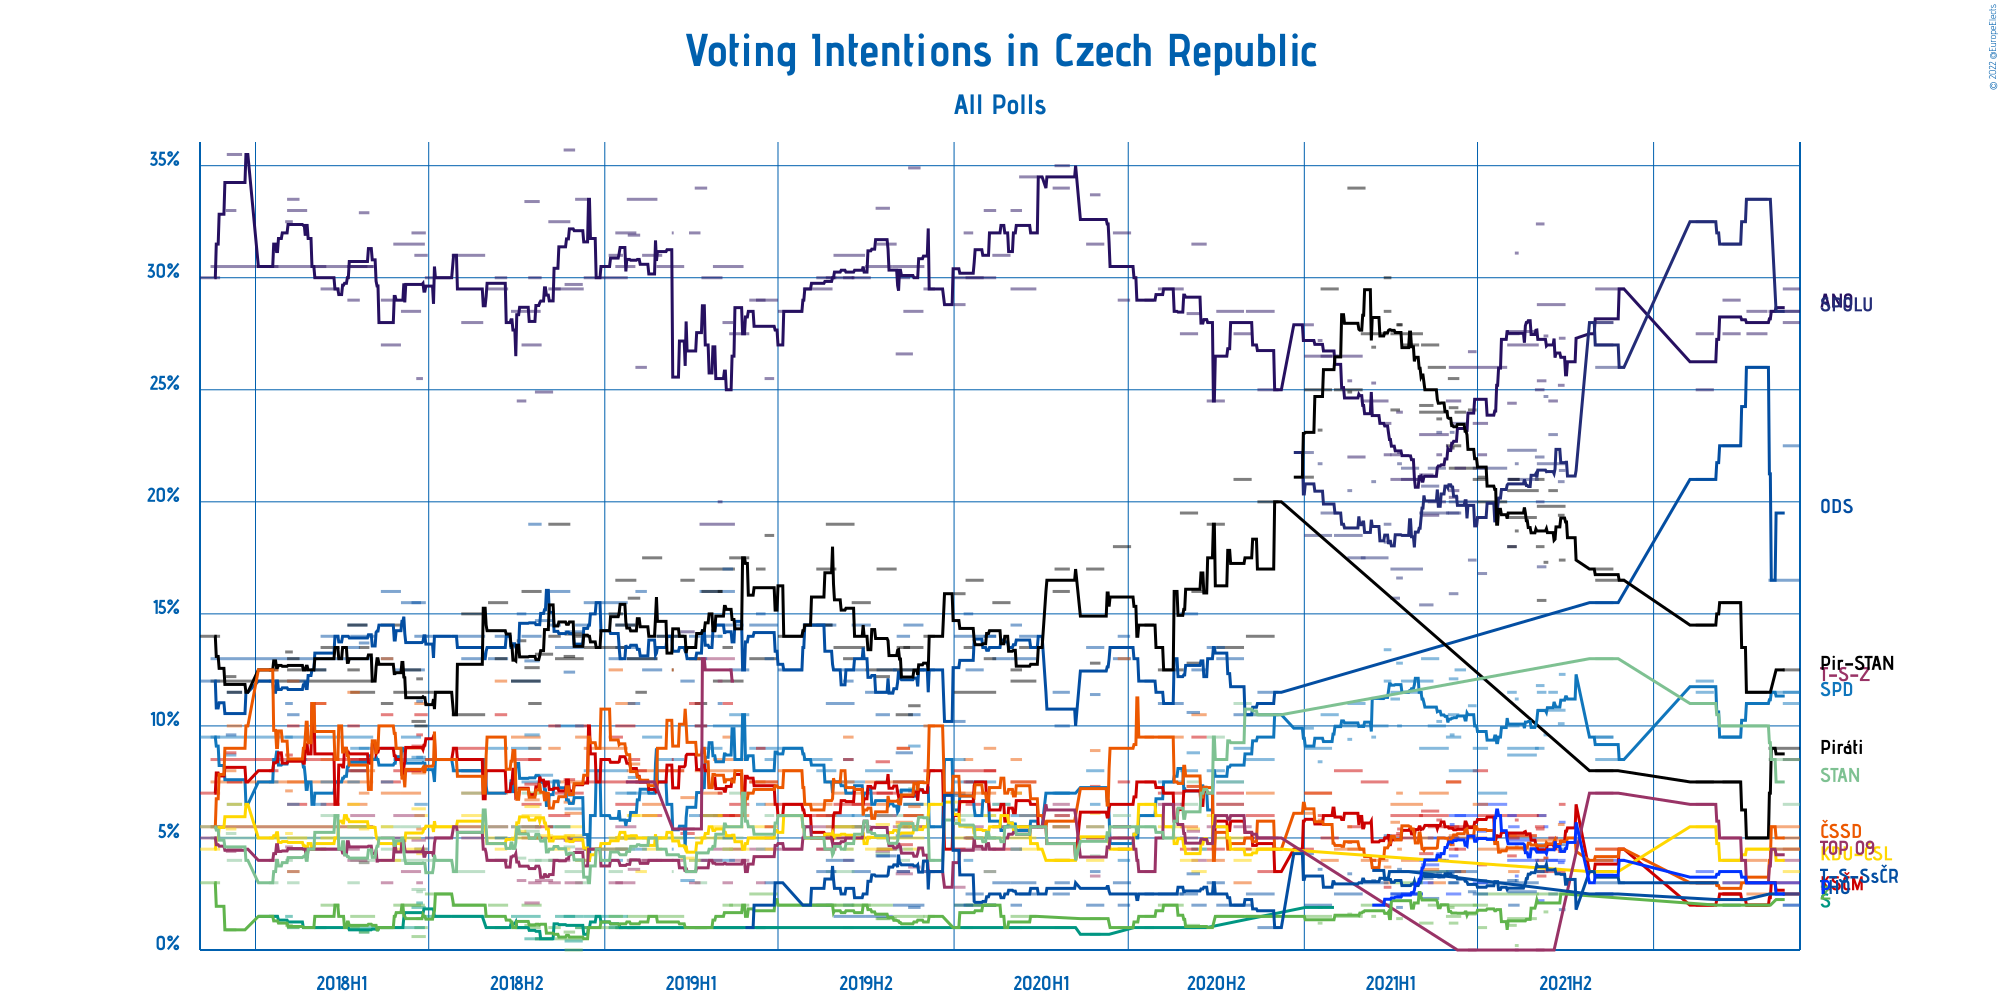 Voting Intentions in Czech Republic
All Polls
© 2022 @EuropeElects
35%
30%
25%
20%
15%
10%
5%
0%
ANO
SPOLU
ODS
Pir-STAN
T-S-Z
SPD
Piráti
STAN
ČSSD
TOP 09
KDU-ČSL
T-S-SsČR
KSČM
2018H1
2018H2
2019H1
2019H2
2020H1
2020H2
2021H1
2021H2